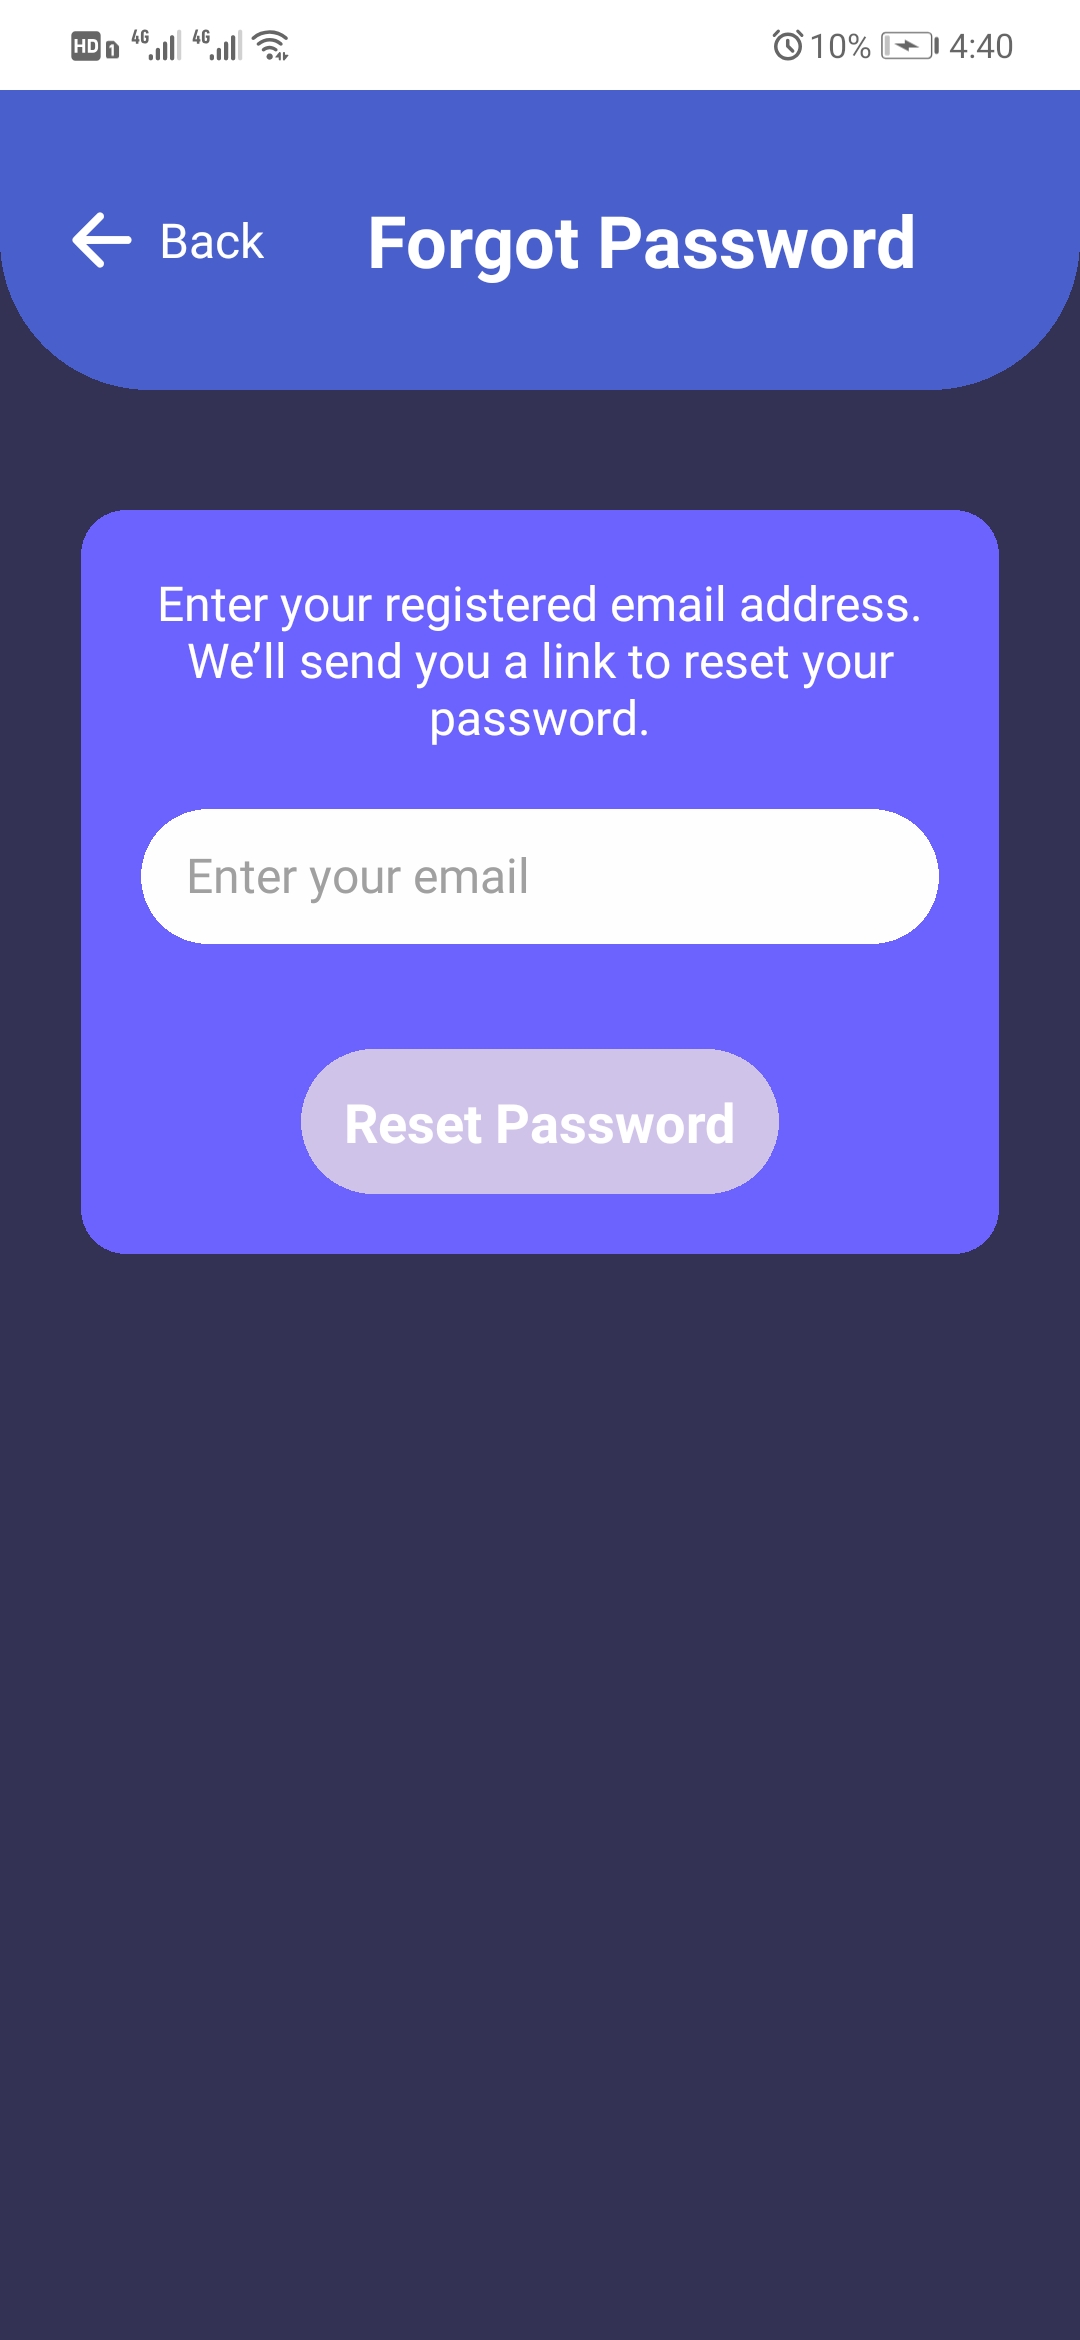 HD 1 4G 4G 10% 4:40
Back Forgot Password
Enter your registered email address.
We’ll send you a link to reset your
password.
Enter your email
Reset Password